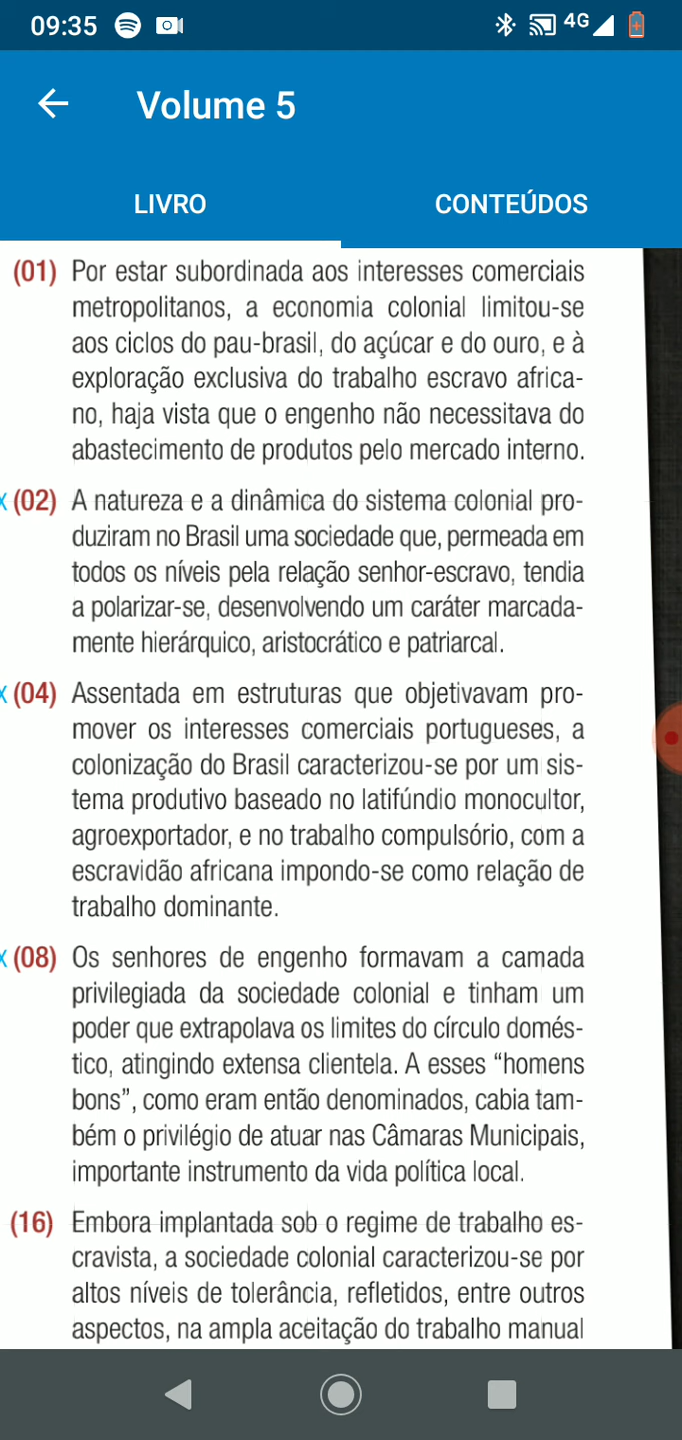 09:35
4G
Volume 5
LIVRO
CONTEÚDOS
(01) Por estar subordinada aos interesses comerciais
metropolitanos, a economia colonial limitou-se
aos ciclos do pau-brasil, do açúcar e do ouro, e à
exploração exclusiva do trabalho escravo africa-
no, haja vista que o engenho não necessitava do
abastecimento de produtos pelo mercado interno.
x (02) A natureza e a dinâmica do sistema colonial pro-
duziram no Brasil uma sociedade que, permeada em
todos os níveis pela relação senhor-escravo, tendia
a polarizar-se, desenvolvendo um caráter marcada-
mente hierárquico, aristocrático e patriarcal.
x (04) Assentada em estruturas que objetivavam pro-
mover os interesses comerciais portugueses, a
colonização do Brasil caracterizou-se por um sis-
tema produtivo baseado no latifúndio monocultor,
agroexportador, e no trabalho compulsório, com a
escravidão africana impondo-se como relação de
trabalho dominante.
x (08) Os senhores de engenho formavam a camada
privilegiada da sociedade colonial e tinham um
poder que extrapolava os limites do círculo domés-
tico, atingindo extensa clientela. A esses “homens
bons”, como eram então denominados, cabia tam-
bém o privilégio de atuar nas Câmaras Municipais,
importante instrumento da vida política local.
(16) Embora implantada sob o regime de trabalho es-
cravista, a sociedade colonial caracterizou-se por
altos níveis de tolerância, refletidos, entre outros
aspectos, na ampla aceitação do trabalho manual